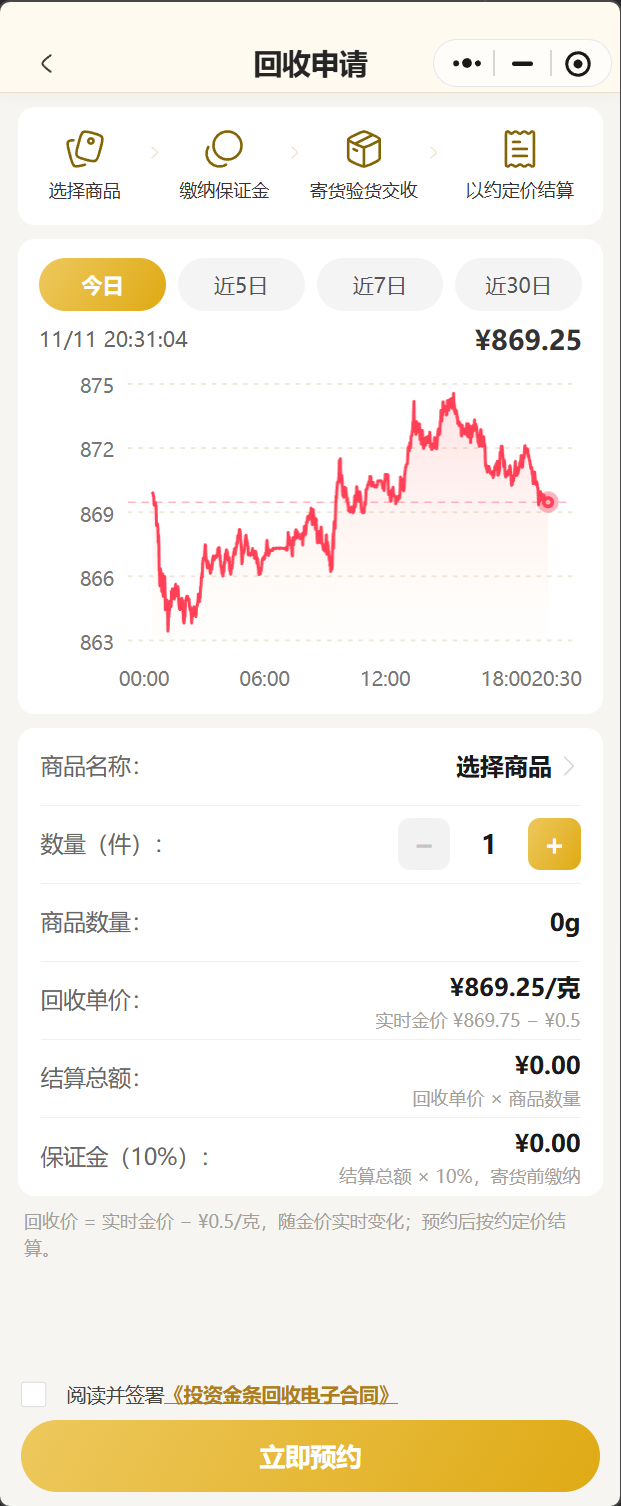 回收申请
选择商品
缴纳保证金
寄货验货交收
以约定价结算
今日
近5日
近7日
近30日
11/11 20:31:04
¥869.25
875
872
869
866
863
00:00
06:00
12:00
18:00
20:30
商品名称：
选择商品
数量（件）：
1
商品数量：
0g
回收单价：
¥869.25/克
实时金价 ¥869.75 − ¥0.5
结算总额：
¥0.00
回收单价 × 商品数量
保证金（10%）：
¥0.00
结算总额 × 10%，寄货前缴纳
回收价 = 实时金价 − ¥0.5/克，随金价实时变化；预约后按约定价结
算。
阅读并签署《投资金条回收电子合同》
立即预约